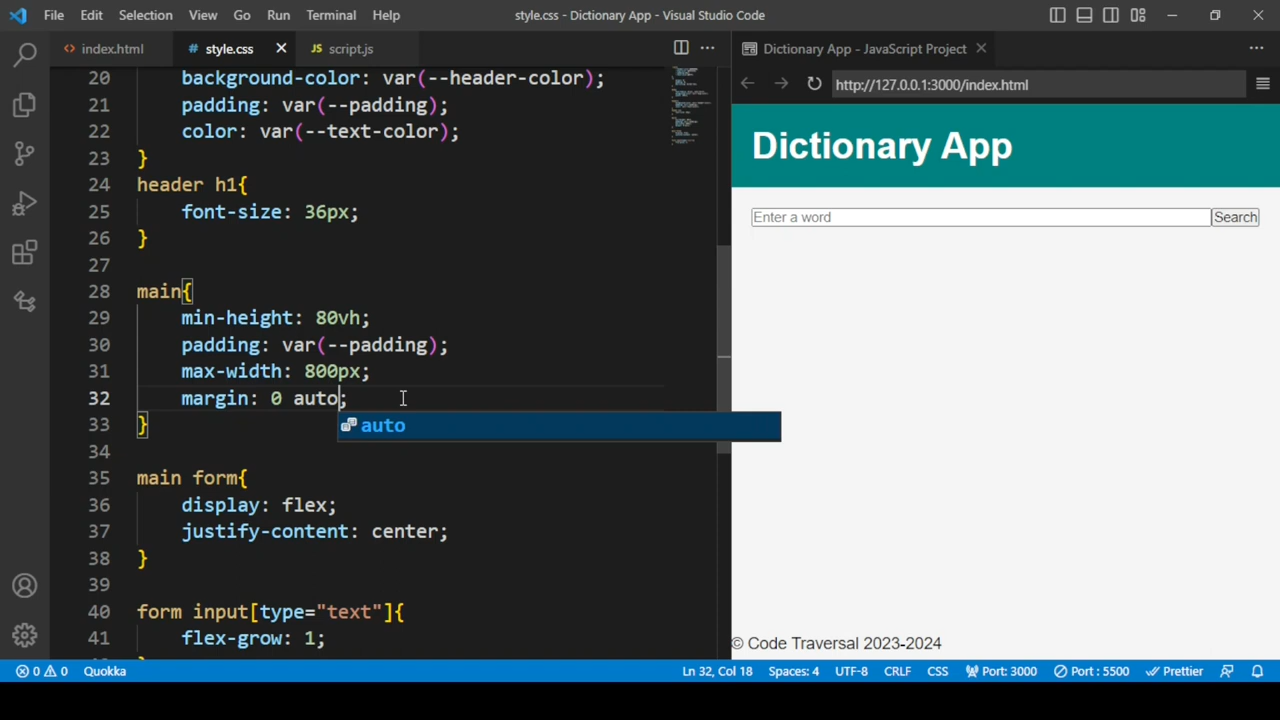 File Edit Selection View Go Run Terminal Help
style.css - Dictionary App - Visual Studio Code
index.html
style.css
JS script.js
20 background-color: var(--header-color);
21 padding: var(--padding);
22 color: var(--text-color);
23 }
24 header h1{
25 font-size: 36px;
26 }
27
28 main{
29 min-height: 80vh;
30 padding: var(--padding);
31 max-width: 800px;
32 margin: 0 auto;
auto
33 }
34
35 main form{
36 display: flex;
37 justify-content: center;
38 }
39
40 form input[type="text"]{
41 flex-grow: 1;
Dictionary App - JavaScript Project
http://127.0.0.1:3000/index.html
Dictionary App
Enter a word
Search
© Code Traversal 2023-2024
0 0 Quokka
Ln 32, Col 18 Spaces: 4 UTF-8 CRLF CSS Port: 3000 Port : 5500 Prettier